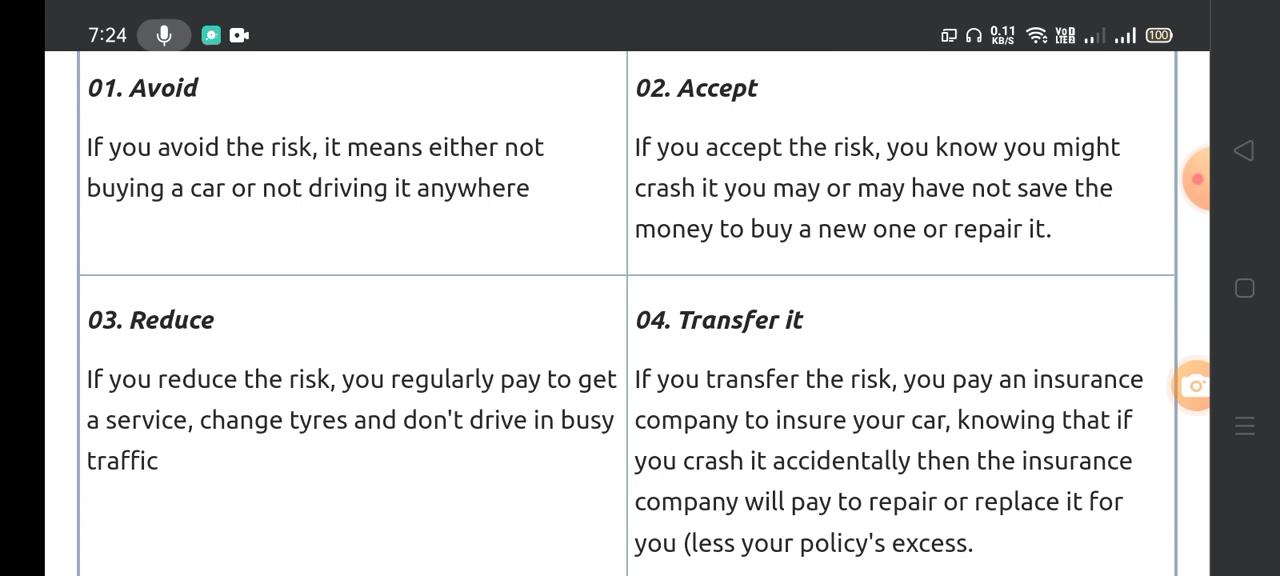 7:24
0.11
KB/S
VoD
LTE
100
01. Avoid
If you avoid the risk, it means either not
buying a car or not driving it anywhere
02. Accept
If you accept the risk, you know you might
crash it you may or may have not save the
money to buy a new one or repair it.
03. Reduce
If you reduce the risk, you regularly pay to get
a service, change tyres and don't drive in busy
traffic
04. Transfer it
If you transfer the risk, you pay an insurance
company to insure your car, knowing that if
you crash it accidentally then the insurance
company will pay to repair or replace it for
you (less your policy's excess.